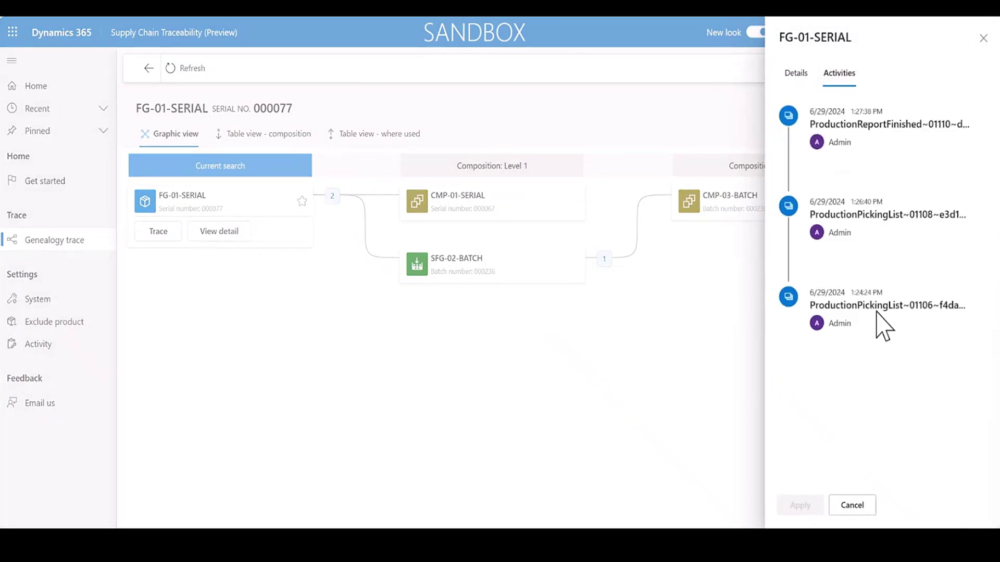 Dynamics 365
Supply Chain Traceability (Preview)
SANDBOX
New look
Home
Recent
Pinned
Home
Get started
Trace
Genealogy trace
Settings
System
Exclude product
Activity
Feedback
Email us
Refresh
FG-01-SERIAL SERIAL NO. 000077
Graphic view
Table view - composition
Table view - where used
Current search
Composition: Level 1
FG-01-SERIAL
Serial number: 000077
Trace
View detail
2
CMP-01-SERIAL
Serial number: 000067
SFG-02-BATCH
Batch number: 000236
1
CMP-03-BATCH
FG-01-SERIAL
Details
Activities
6/29/2024 1:27:38 PM
ProductionReportFinished~01110~d...
A Admin
6/29/2024 1:26:40 PM
ProductionPickingList~01108~e3d1...
A Admin
6/29/2024 1:24:24 PM
ProductionPickingList~01106~f4da...
A Admin
Apply
Cancel